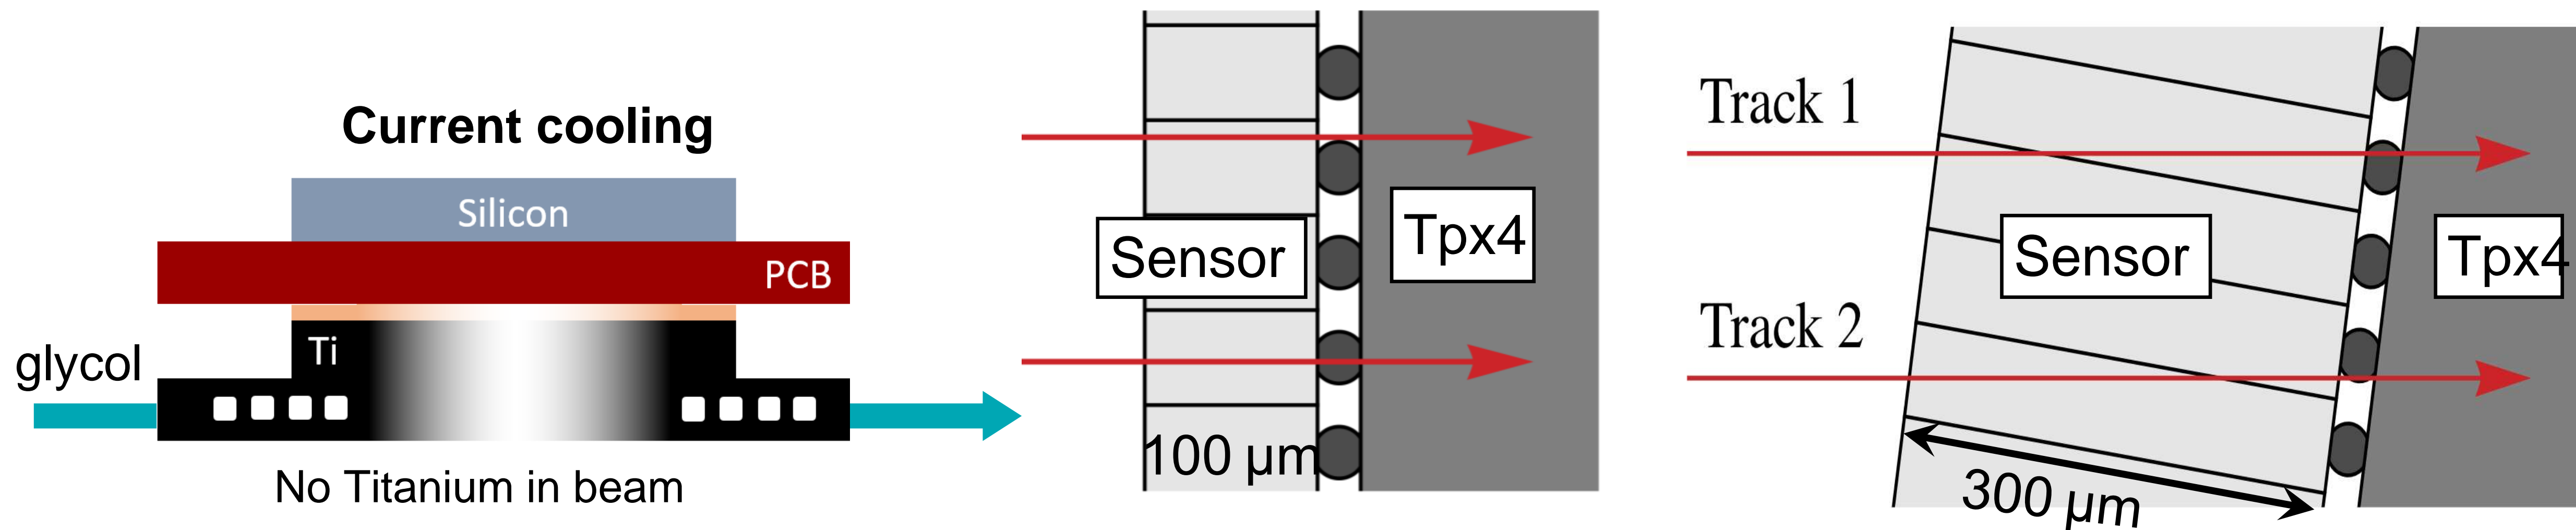 Current cooling
Silicon
PCB
Ti
glycol
No Titanium in beam
Sensor
Tpx4
100 µm
Track 1
Track 2
Sensor
Tpx4
300 µm